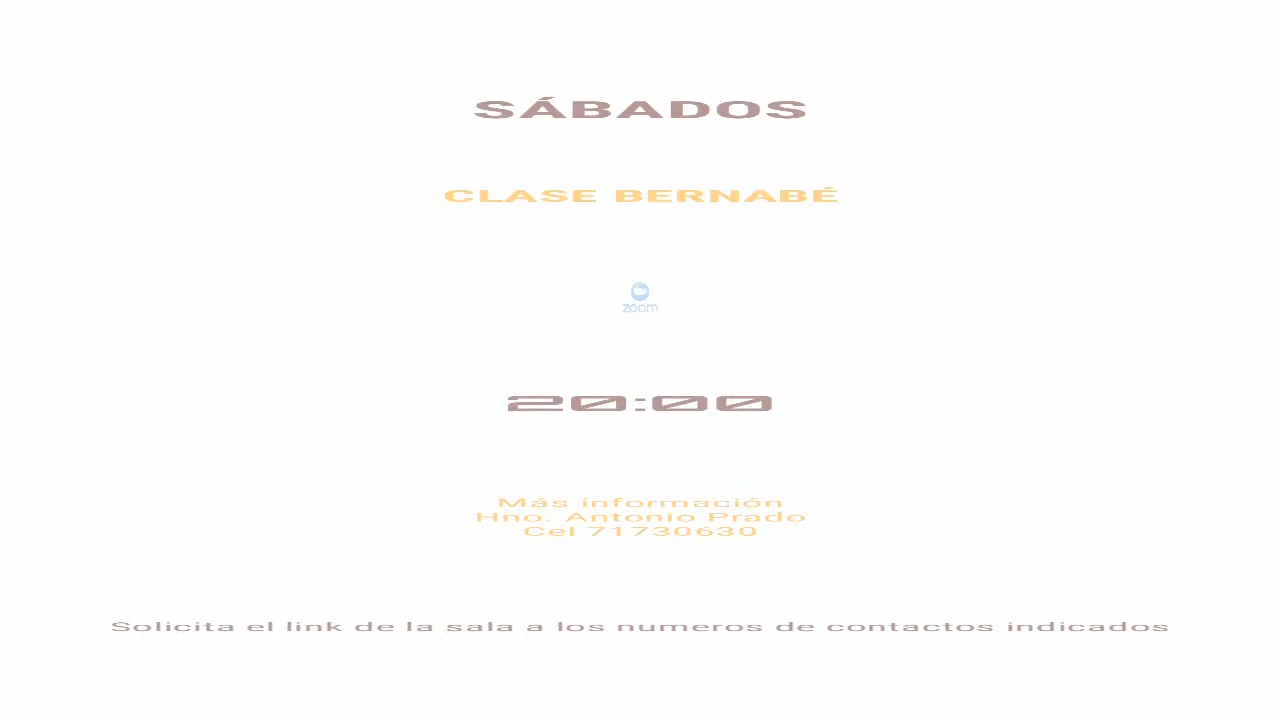 SÁBADOS
CLASE BERNABÉ
zoom
20:00
Más información
Hno. Antonio Prado
Cel 71730630
Solicita el link de la sala a los numeros de contactos indicados